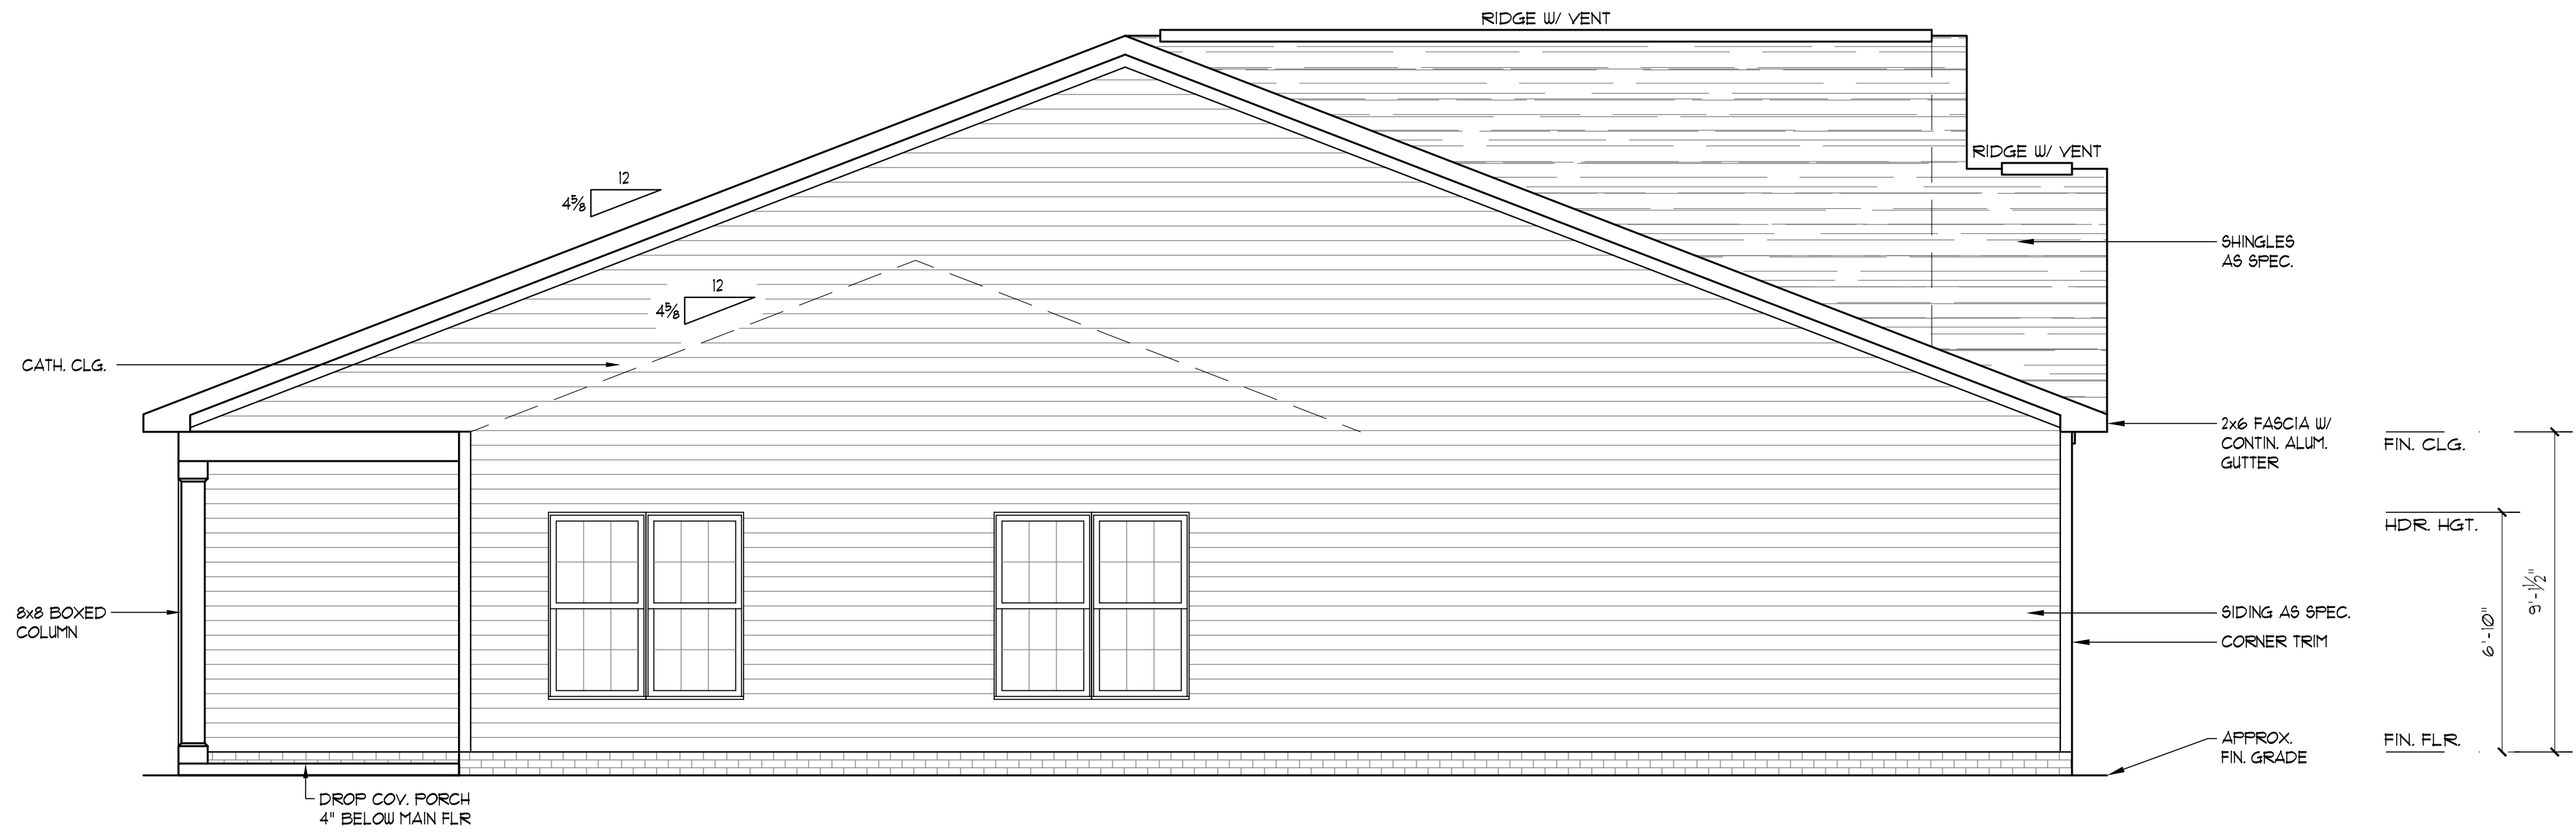 RIDGE W/ VENT
RIDGE W/ VENT
12
4⅝
12
4⅝
SHINGLES
AS SPEC.
CATH. CLG.
2x6 FASCIA W/
CONTIN. ALUM.
GUTTER
FIN. CLG.
HDR. HGT.
9'-1½"
6'-10"
8x8 BOXED
COLUMN
SIDING AS SPEC.
CORNER TRIM
APPROX.
FIN. GRADE
FIN. FLR.
DROP COV. PORCH
4" BELOW MAIN FLR